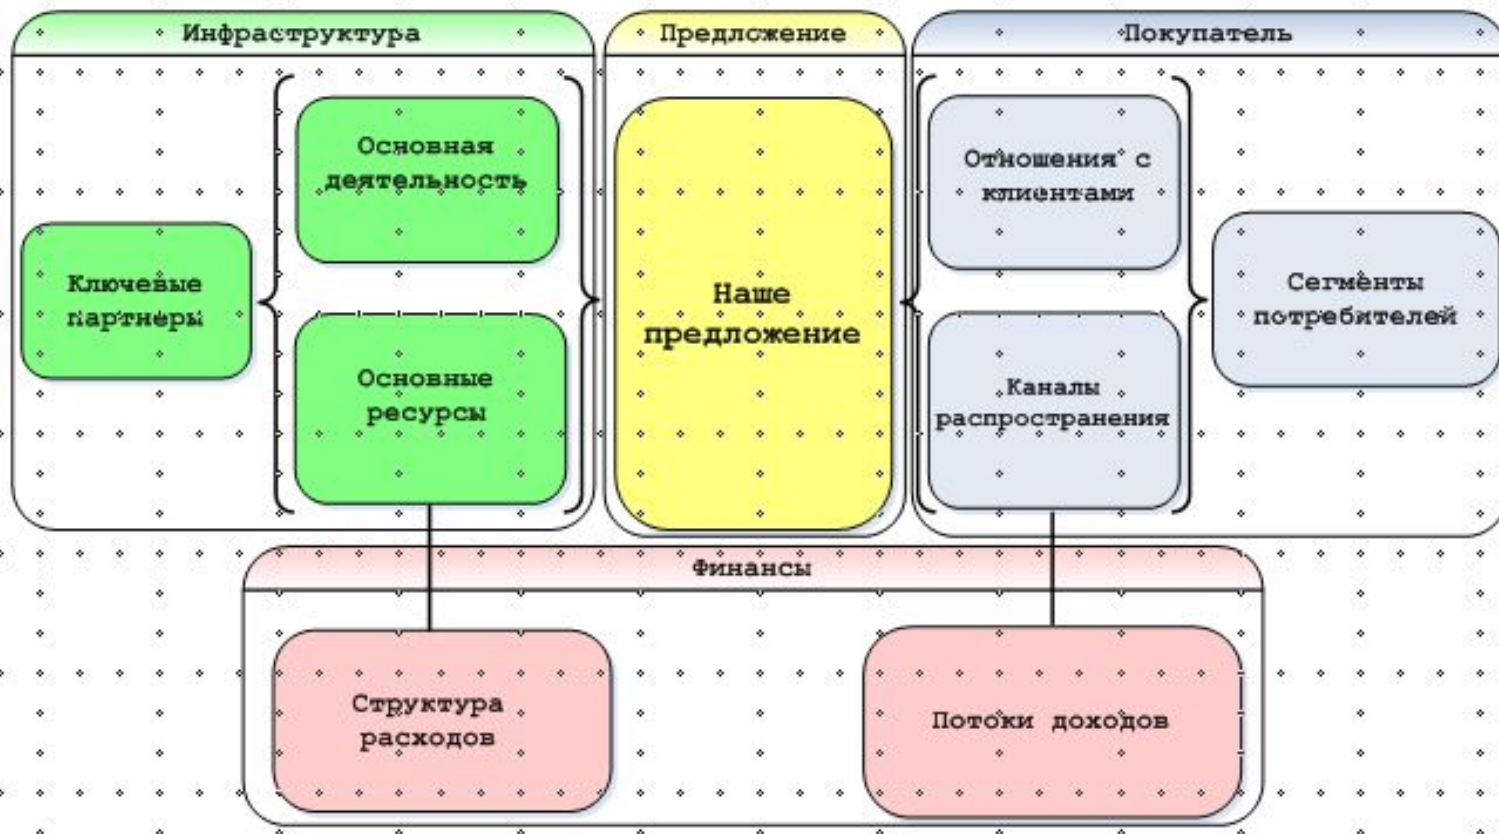 Инфраструктура
Предложение
Покупатель
Основная
деятельность
Ключевые
партнеры
Основные
ресурсы
Наше
предложение
Отношения с
клиентами
Каналы
распространения
Сегменты
потребителей
Финансы
Структура
расходов
Потоки доходов